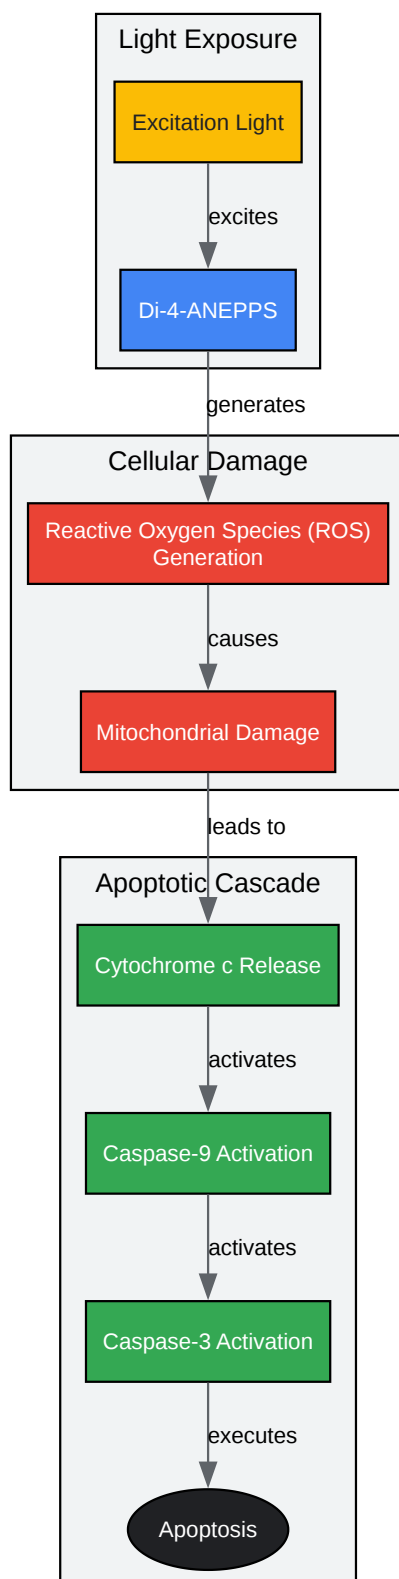 Light Exposure
Excitation Light
excites
Di-4-ANEPPS
generates
Cellular Damage
Reactive Oxygen Species (ROS)
Generation
causes
Mitochondrial Damage
leads to
Apoptotic Cascade
Cytochrome c Release
activates
Caspase-9 Activation
activates
Caspase-3 Activation
executes
Apoptosis